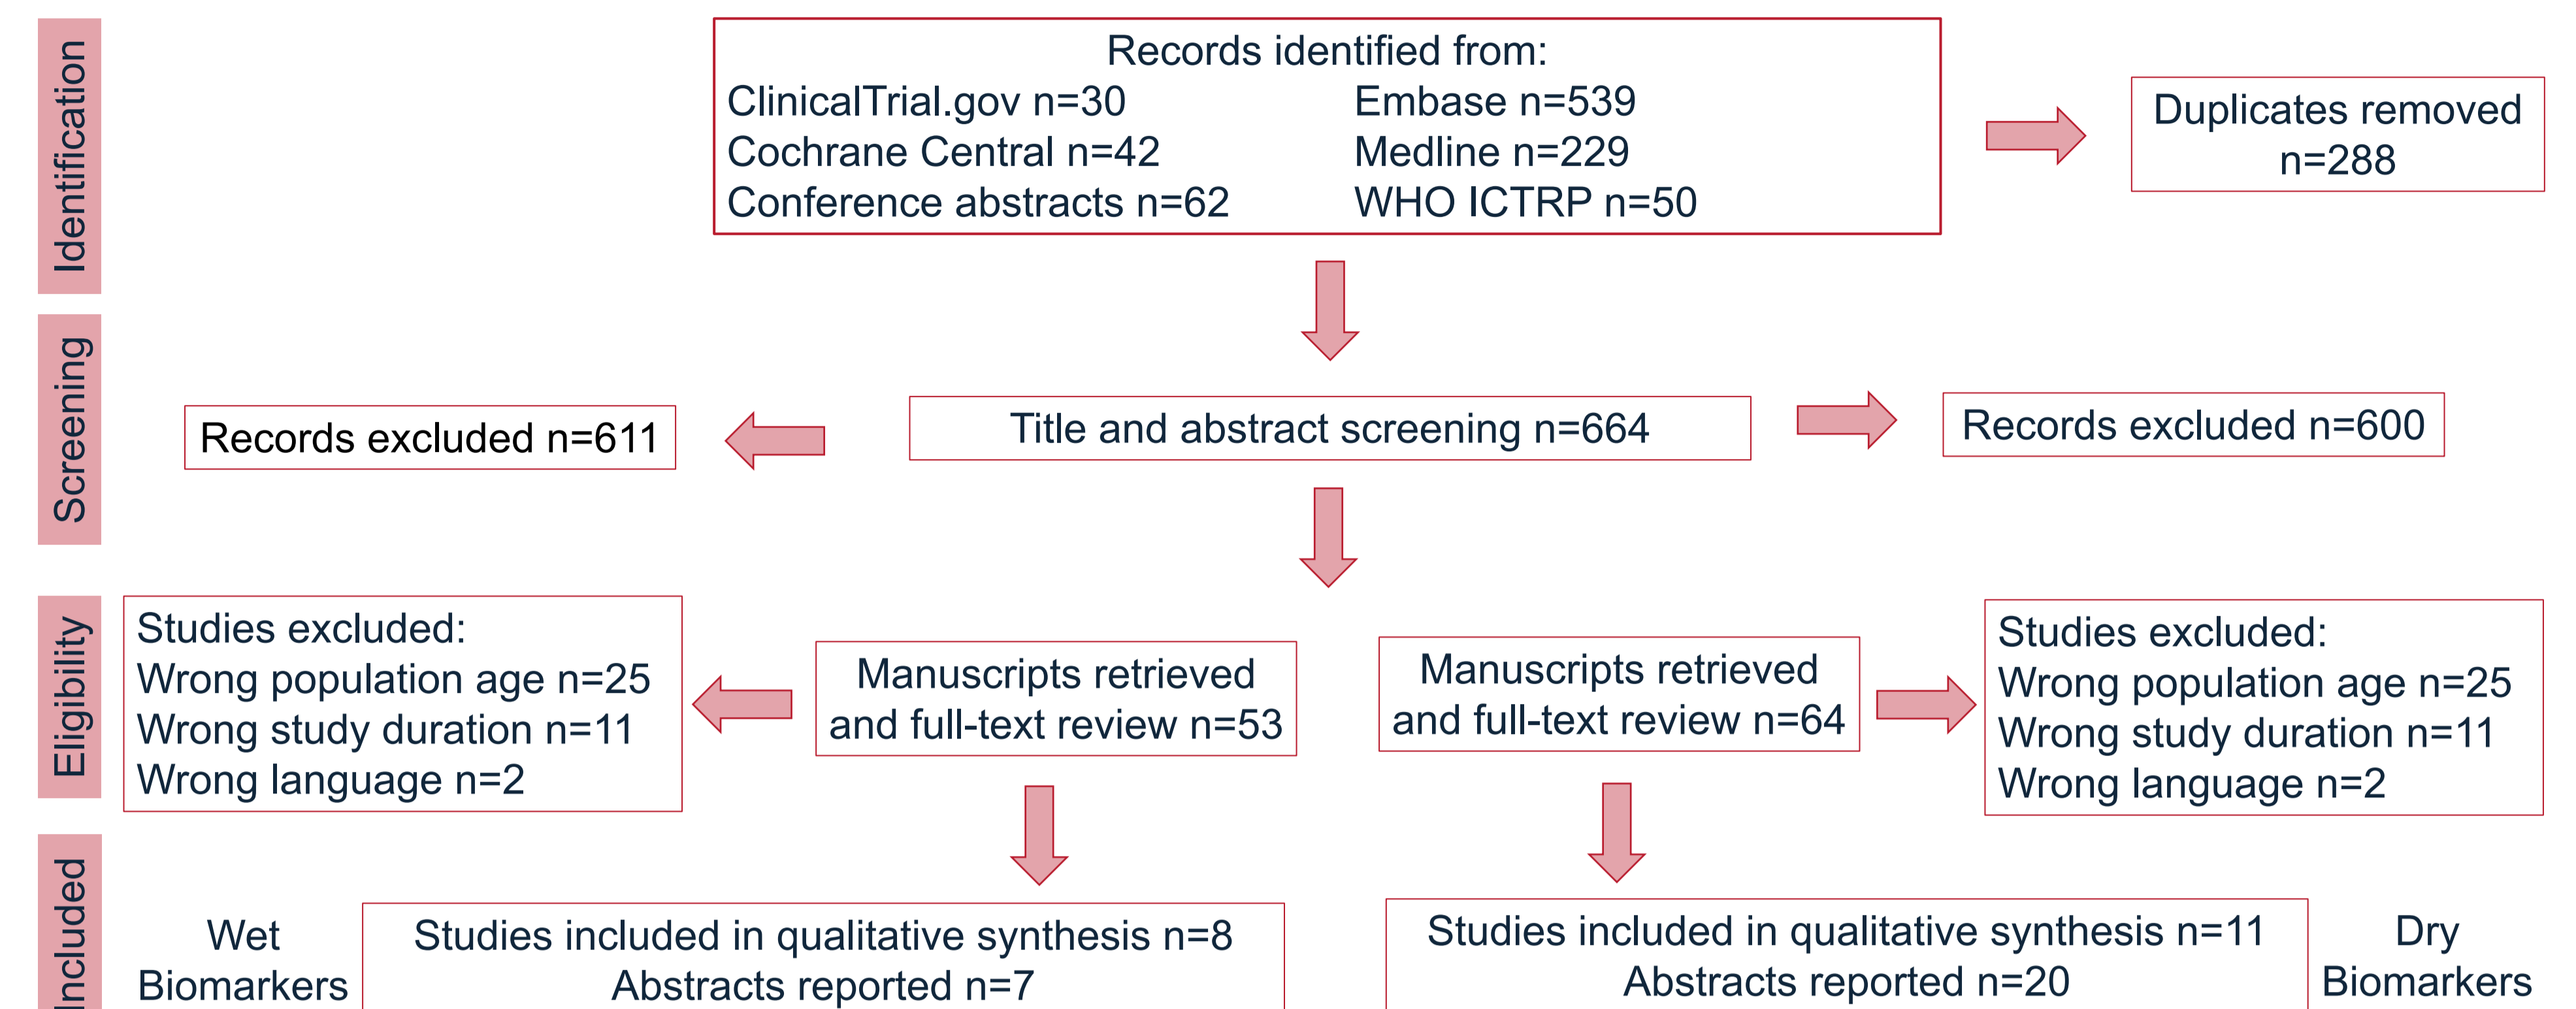 Identification
Records identified from:
ClinicalTrial.gov n=30
Cochrane Central n=42
Conference abstracts n=62
Embase n=539
Medline n=229
WHO ICTRP n=50
Duplicates removed
n=288
Screening
Records excluded n=611
Title and abstract screening n=664
Records excluded n=600
Eligibility
Studies excluded:
Wrong population age n=25
Wrong study duration n=11
Wrong language n=2
Manuscripts retrieved
and full-text review n=53
Manuscripts retrieved
and full-text review n=64
Studies excluded:
Wrong population age n=25
Wrong study duration n=11
Wrong language n=2
Included
Wet
Biomarkers
Studies included in qualitative synthesis n=8
Abstracts reported n=7
Studies included in qualitative synthesis n=11
Abstracts reported n=20
Dry
Biomarkers